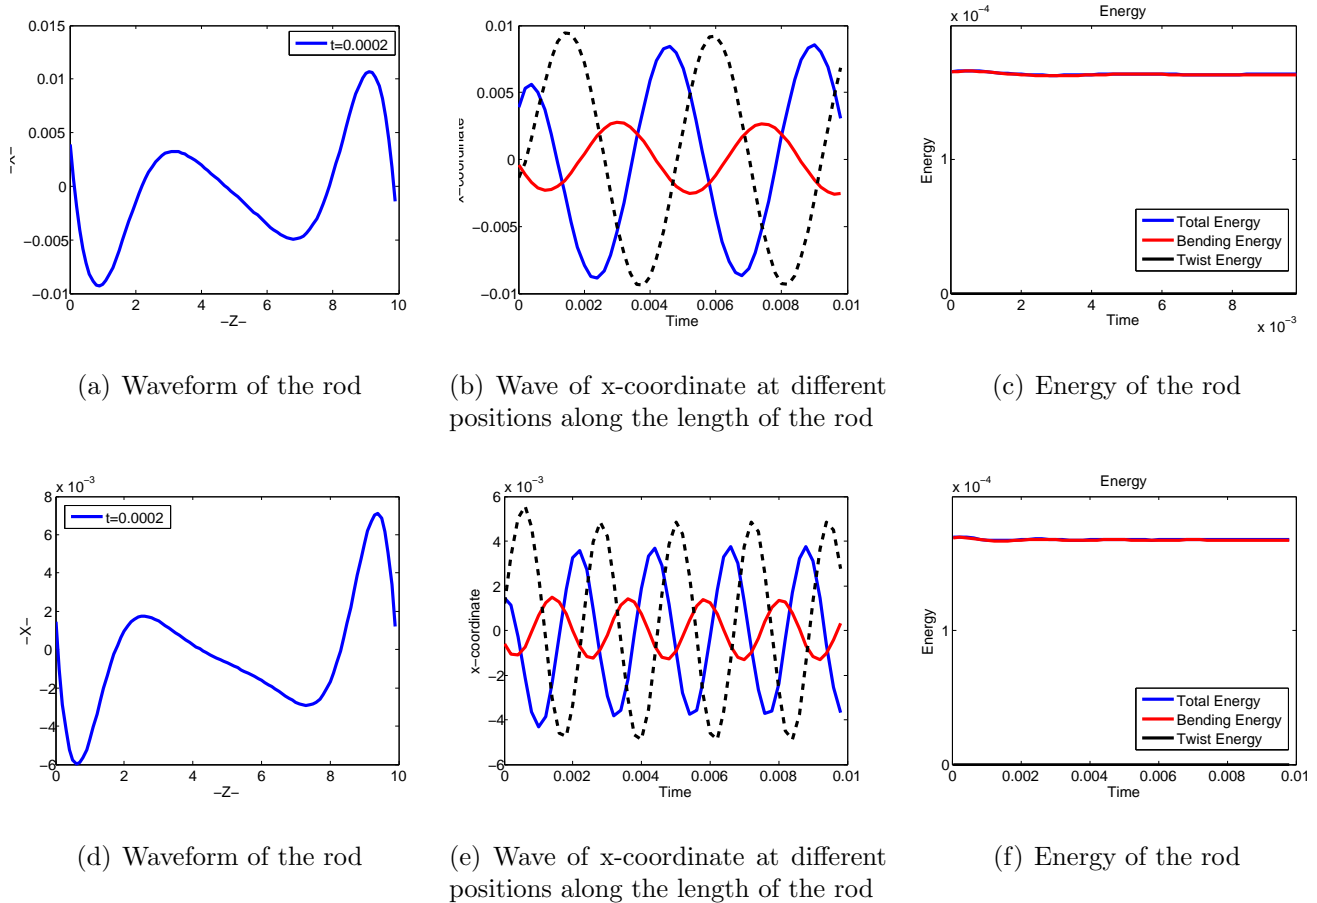 0.015
0.01
0.005
0
−0.005
−0.01
0 2 4 6 8 10
−Z−
−X−
t=0.0002
0.01
0.005
0
−0.005
−0.01
0 0.002 0.004 0.006 0.008 0.01
Time
x−coordinate
x 10−4
Energy
1
0
0 2 4 6 8
Time
x 10−3
Energy
Total Energy
Bending Energy
Twist Energy
(a) Waveform of the rod
(b) Wave of x-coordinate at different
positions along the length of the rod
(c) Energy of the rod
x 10−3
8
6
4
2
0
−2
−4
−6
0 2 4 6 8 10
−Z−
−X−
t=0.0002
x 10−3
6
4
2
0
−2
−4
−6
0 0.002 0.004 0.006 0.008 0.01
Time
x−coordinate
x 10−4
Energy
1
0
0 0.002 0.004 0.006 0.008 0.01
Time
Energy
Total Energy
Bending Energy
Twist Energy
(d) Waveform of the rod
(e) Wave of x-coordinate at different
positions along the length of the rod
(f) Energy of the rod